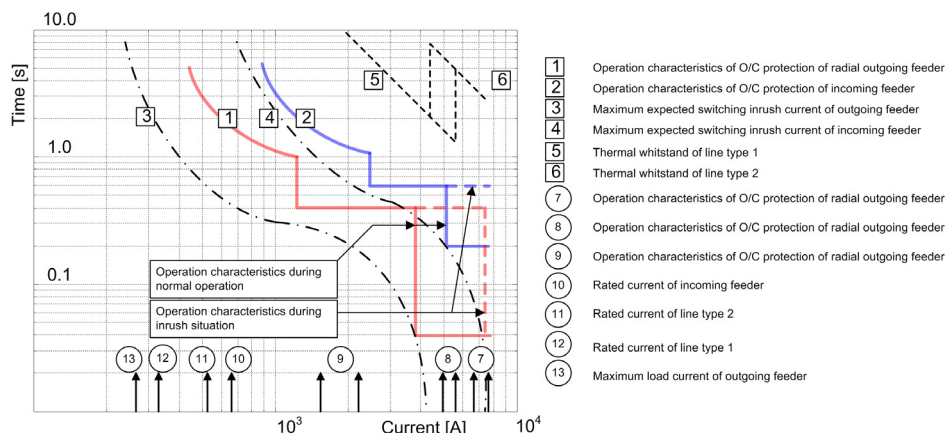 10.0
Time [s]
1.0
0.1
1
2
3
4
5
6
Operation characteristics during
normal operation
Operation characteristics during
inrush situation
13
12
11
10
9
8
7
10³
Current [A]
10⁴
1 Operation characteristics of O/C protection of radial outgoing feeder
2 Operation characteristics of O/C protection of incoming feeder
3 Maximum expected switching inrush current of outgoing feeder
4 Maximum expected switching inrush current of incoming feeder
5 Thermal whitstand of line type 1
6 Thermal whitstand of line type 2
7 Operation characteristics of O/C protection of radial outgoing feeder
8 Operation characteristics of O/C protection of radial outgoing feeder
9 Operation characteristics of O/C protection of radial outgoing feeder
10 Rated current of incoming feeder
11 Rated current of line type 2
12 Rated current of line type 1
13 Maximum load current of outgoing feeder